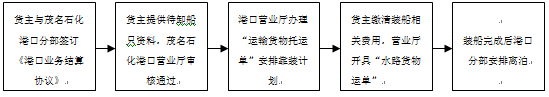 货主与茂名石化
港口分部签订
《港口业务结算
协议》
货主提供待卸船
只资料，茂名石
化港口营业厅审
核通过
港口营业厅办理
“运输货物托运
单”安排靠装计
划
货主缴清装船相
关费用，营业厅
开具“水路货物
运单”
装船完成后港口
分部安排离泊